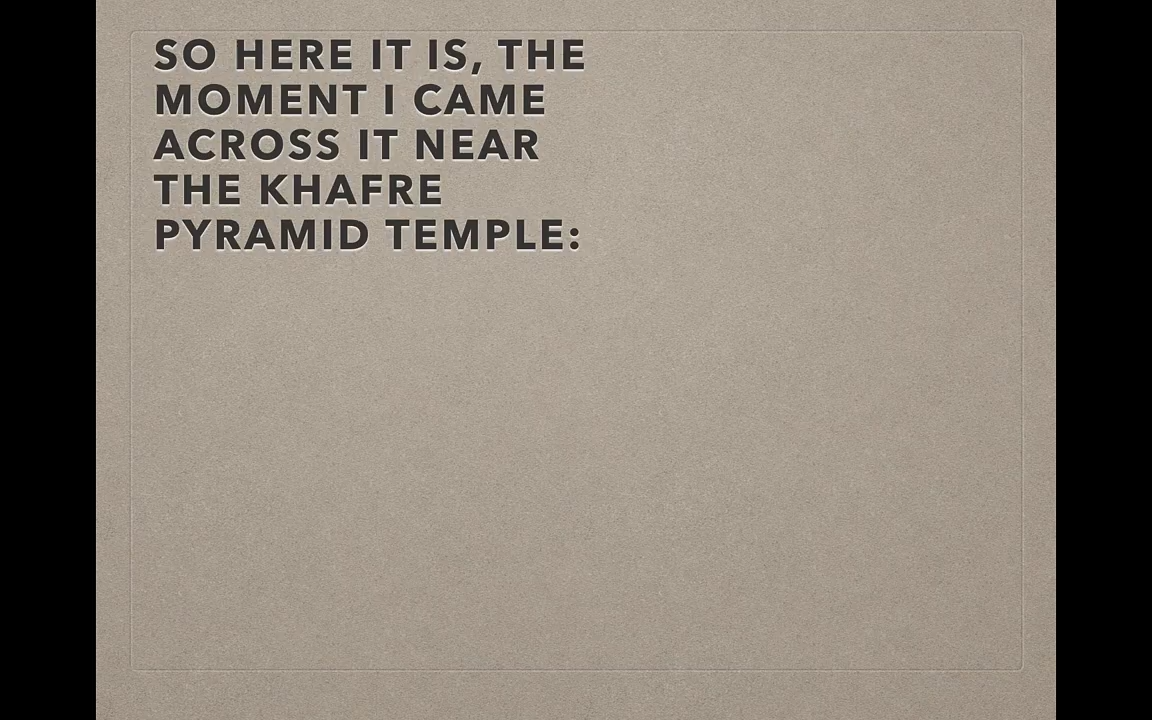 SO HERE IT IS, THE
MOMENT I CAME
ACROSS IT NEAR
THE KHAFRE
PYRAMID TEMPLE: